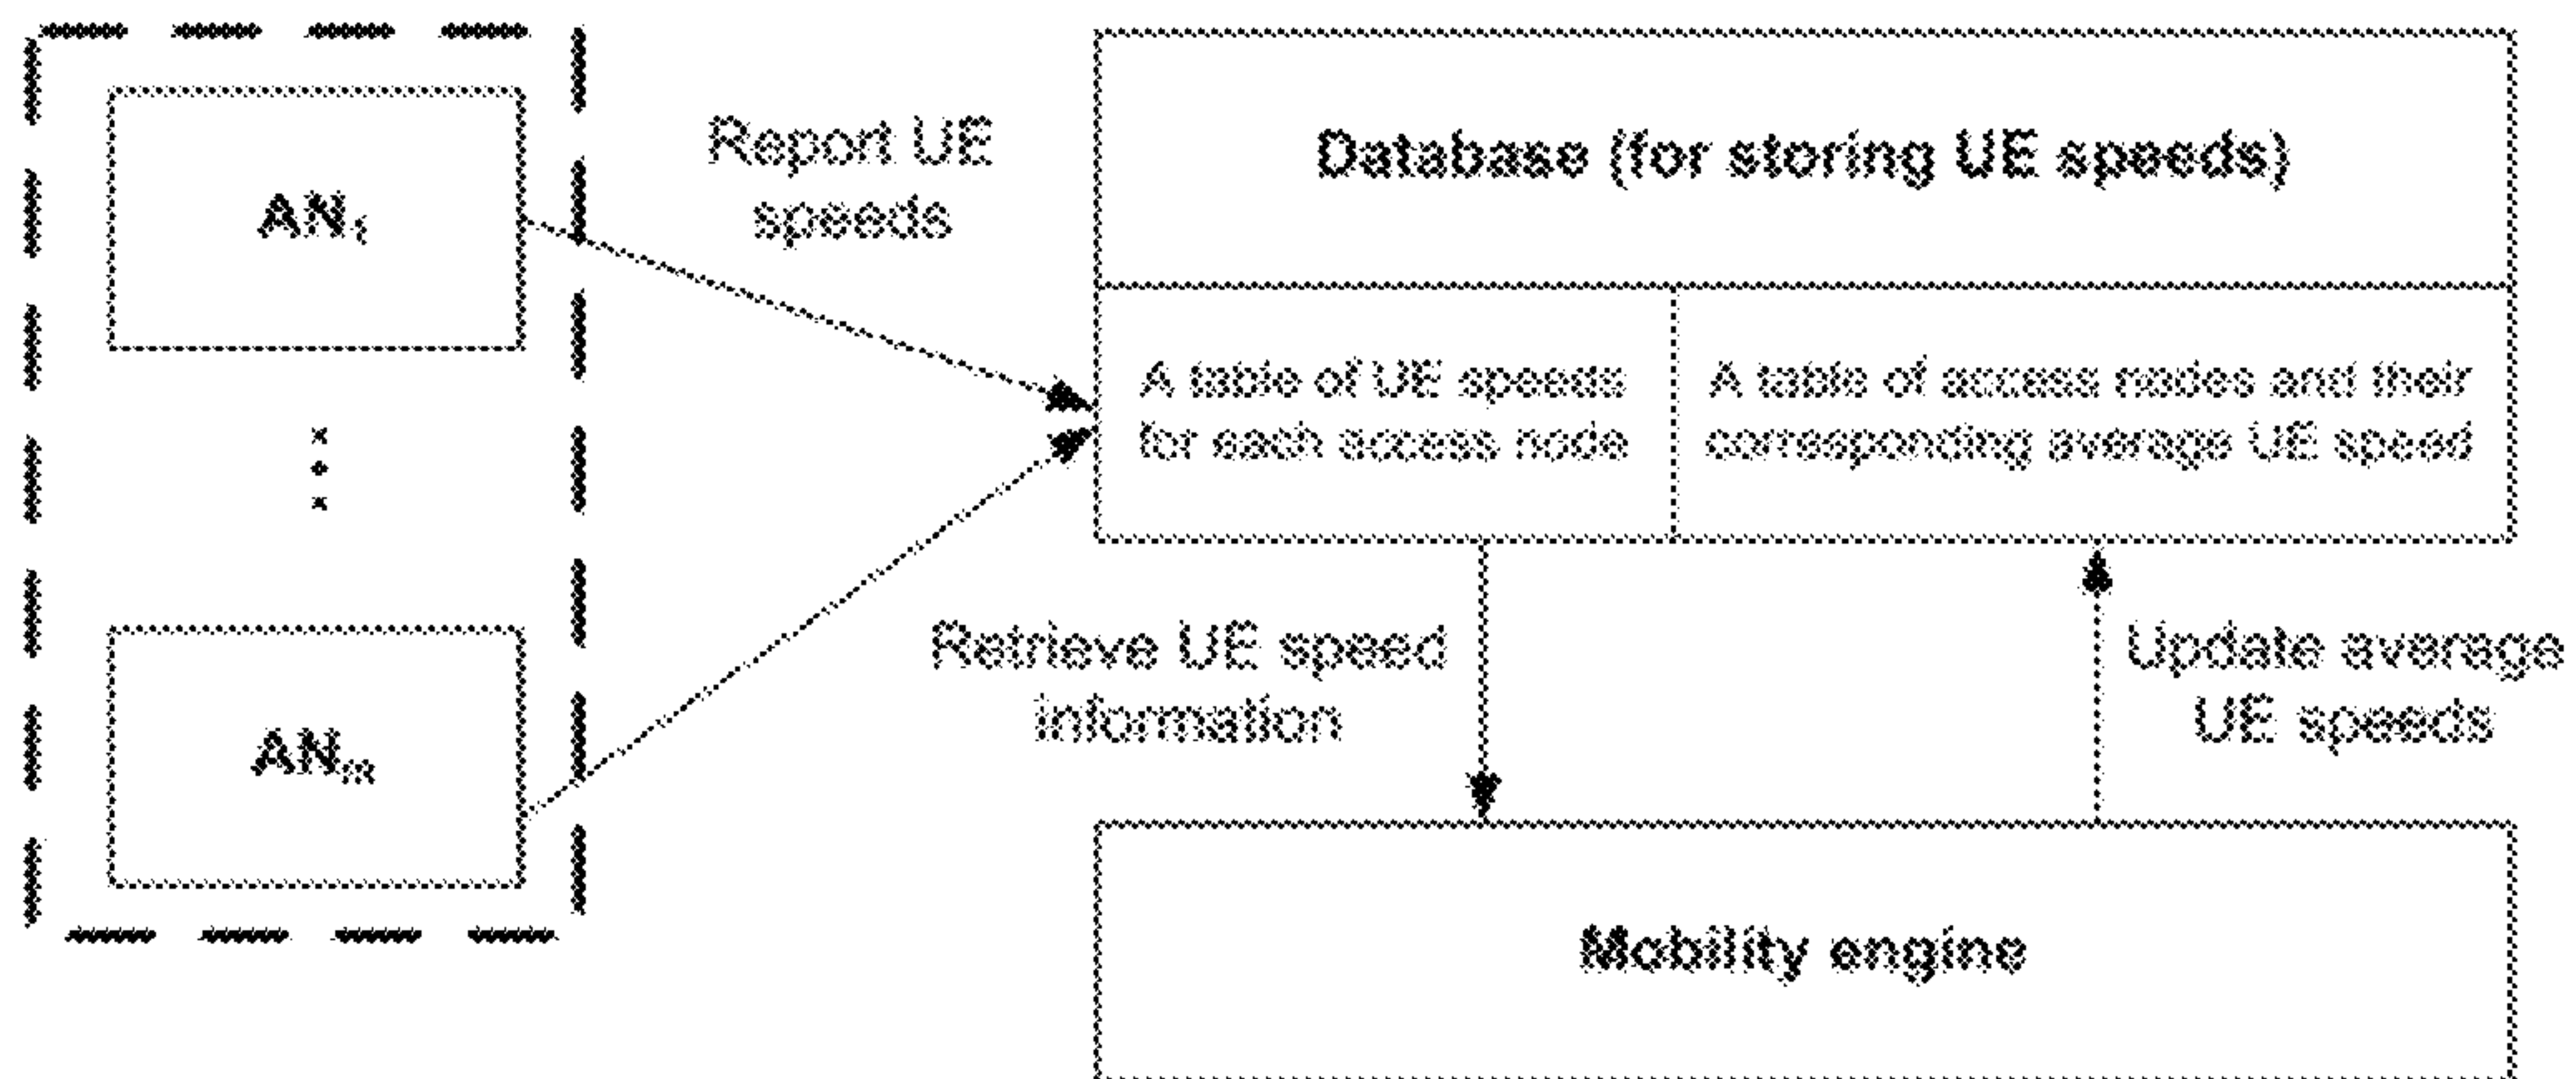 AN₁
Report UE
speeds
Database (for storing UE speeds)
A table of UE speeds
for each access node
A table of access nodes and their
corresponding average UE speed
ANₘ
Retrieve UE speed
information
Update average
UE speeds
Mobility engine